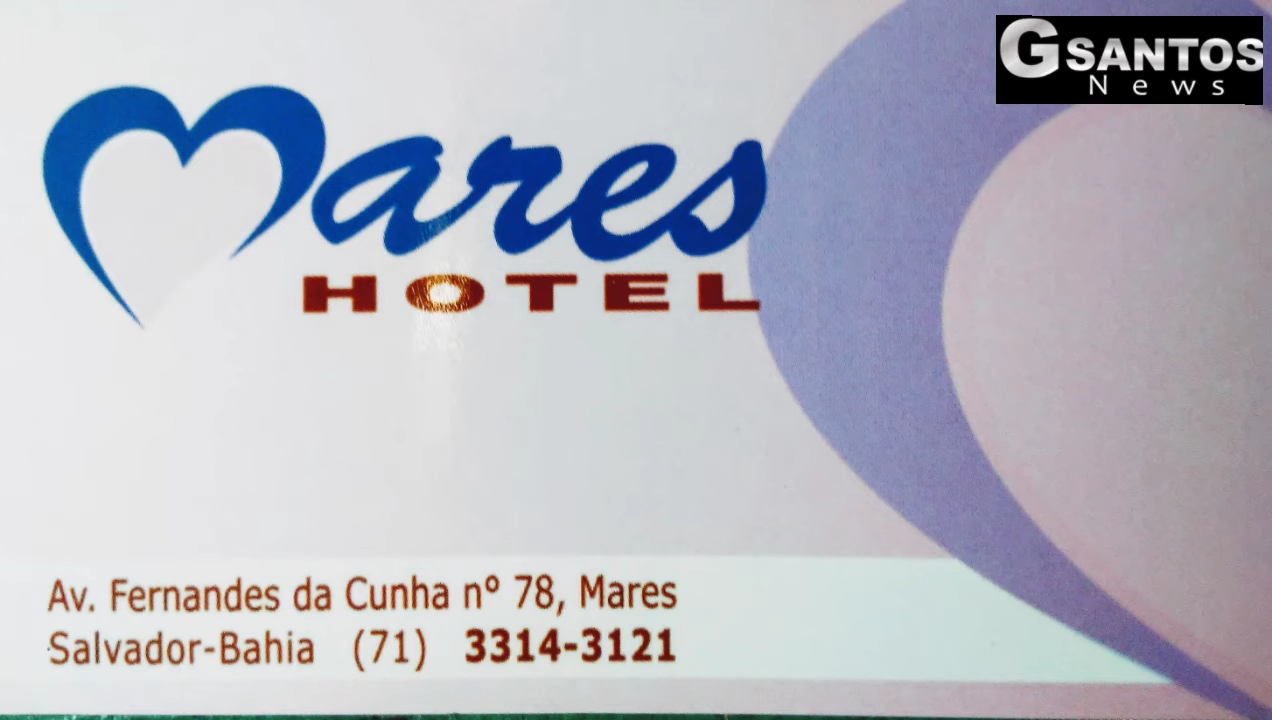 GSANTOS
News
Mares
HOTEL
Av. Fernandes da Cunha nº 78, Mares
Salvador-Bahia (71) 3314-3121